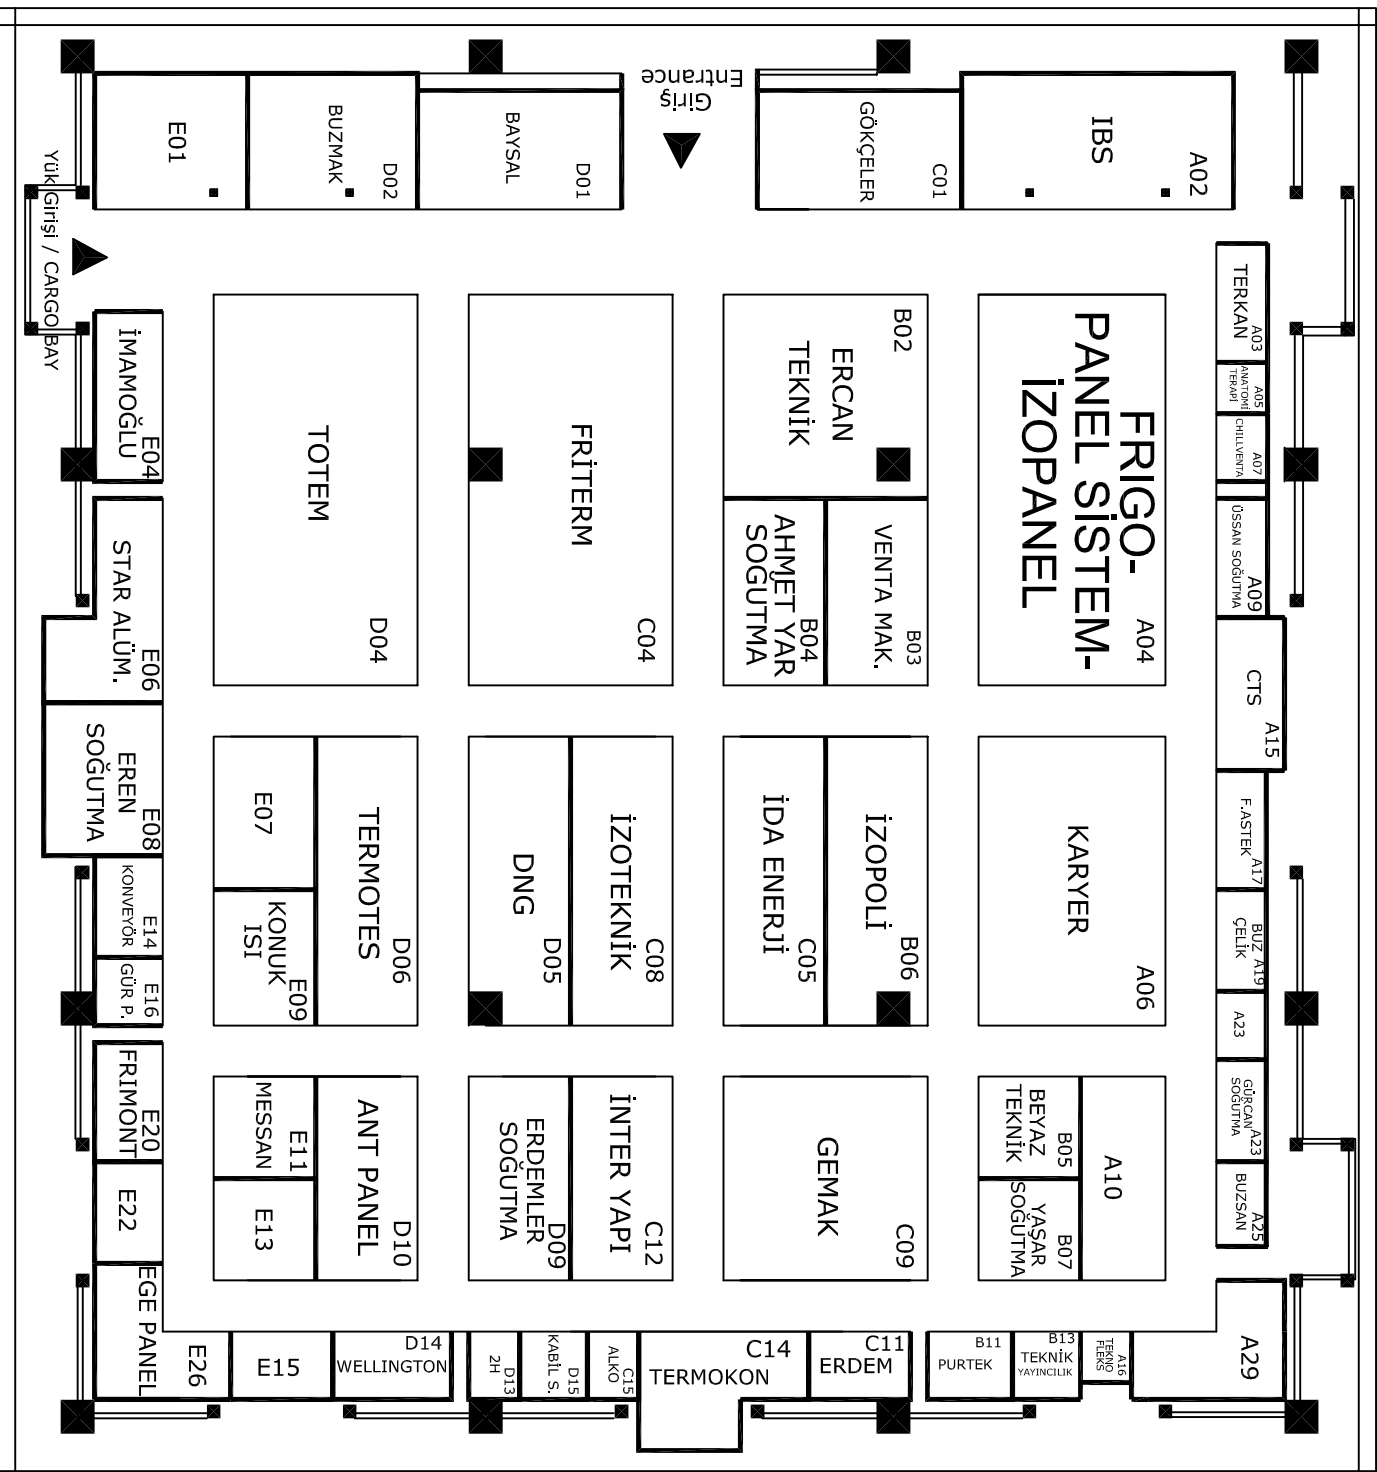 Giriş
Entrance
E01
BUZMAK
D02
BAYSAL
D01
GÖKÇELER
C01
IBS
A02
Yük Girişi / CARGO BAY
İMAMOĞLU
E04
TOTEM
D04
FRİTERM
C04
B02
ERCAN
TEKNİK
AHMET YAR
SOĞUTMA
B04
VENTA MAK.
B03
FRIGO-
PANEL SİSTEM-
İZOPANEL
A04
TERKAN
A03
ANATOMİ
TERAPİ
A05
CHILLVENTA
A07
ÜSSAN SOĞUTMA
A09
STAR ALÜM.
E06
CTS
A15
EREN
SOĞUTMA
E08
E07
KONUK
ISI
E09
TERMOTES
D06
DNG
D05
İZOTEKNİK
C08
İDA ENERJİ
C05
İZOPOLİ
B06
KARYER
A06
F.ASTEK
A17
BUZ
ÇELİK
A19
A23
GÜRCAN
SOĞUTMA
A23
BUZSAN
A25
KONVEYÖR
E14
GÜR P.
E16
FRIMONT
E20
E22
MESSAN
E11
E13
ANT PANEL
D10
ERDEMLER
SOĞUTMA
D09
İNTER YAPI
C12
GEMAK
C09
BEYAZ
TEKNİK
B05
YAŞAR
SOĞUTMA
B07
A10
EGE PANEL
E26
E15
D14
WELLINGTON
2H
D13
KABİL S.
D15
ALKO
C15
C14
TERMOKON
C11
ERDEM
B11
PURTEK
B13
TEKNİK
YAYINCILIK
TEKNO
FLEKS
A16
A29